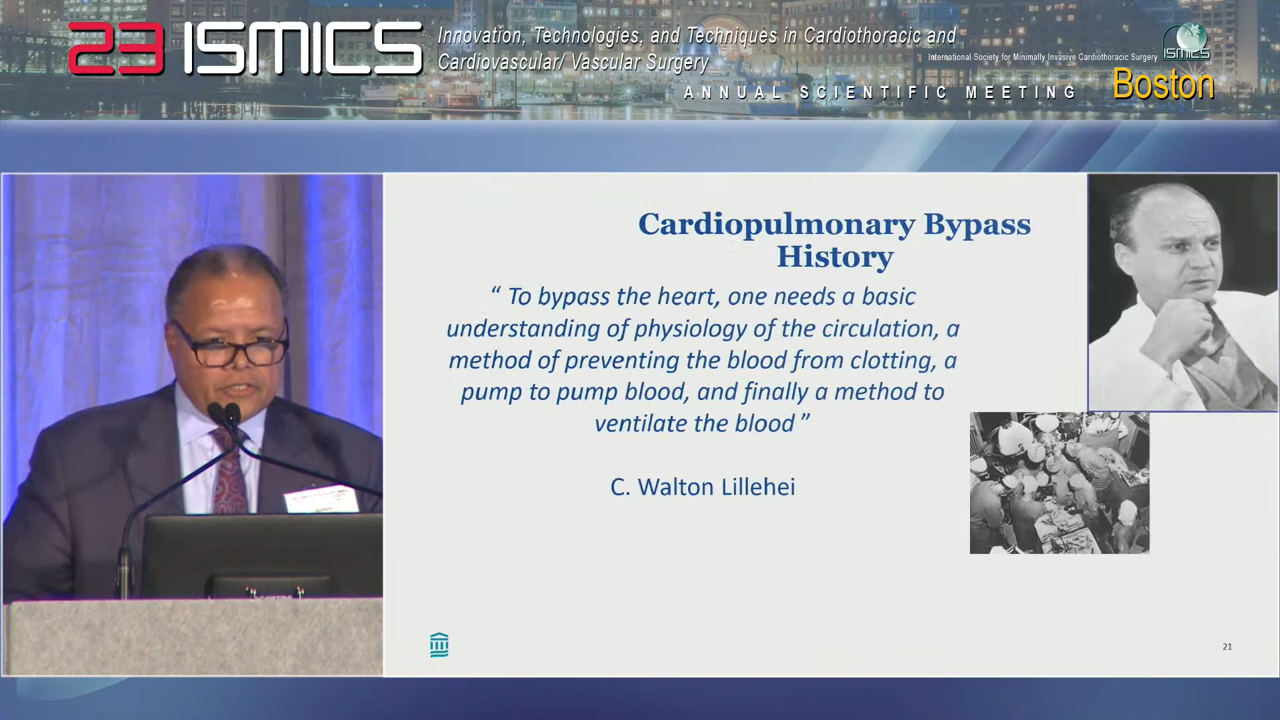 23 ISMICS
Innovation, Technologies, and Techniques in Cardiothoracic and
Cardiovascular/ Vascular Surgery
International Society for Minimally Invasive Cardiothoracic Surgery
ISMICS
ANNUAL SCIENTIFIC MEETING
Boston
Cardiopulmonary Bypass
History
“ To bypass the heart, one needs a basic
understanding of physiology of the circulation, a
method of preventing the blood from clotting, a
pump to pump blood, and finally a method to
ventilate the blood ”
C. Walton Lillehei
21